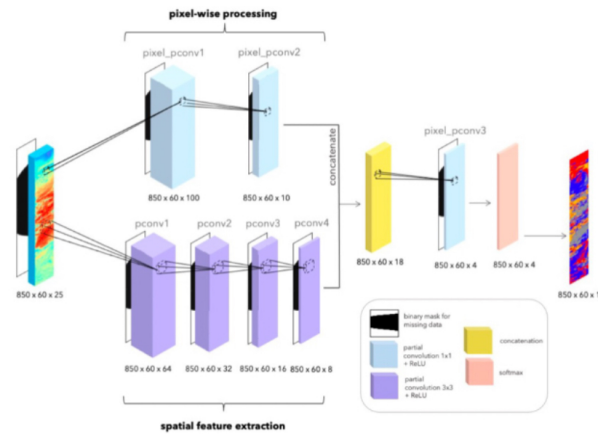 pixel-wise processing
pixel_pconv1
pixel_pconv2
850 x 60 x 100
850 x 60 x 10
concatenate
pixel_pconv3
850 x 60 x 25
pconv1
pconv2
pconv3
pconv4
850 x 60 x 18
850 x 60 x 4
850 x 60 x 4
850 x 60 x
850 x 60 x 64
850 x 60 x 32
850 x 60 x 16
850 x 60 x 8
spatial feature extraction
binary mask for
missing data
partial
convolution 1x1
+ ReLU
partial
convolution 3x3
+ ReLU
concatenation
softmax